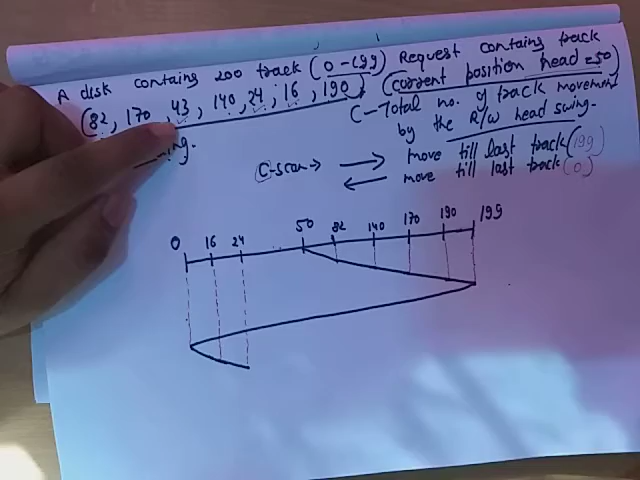 A disk contains 200 track (0-199) Request contains track
(82, 170, 43, 140, 24, 16, 190) (current position head = 50)
C-Total no. of track movement
by the R/W head swing.
C-scan → → move till last track (199)
← move till last track (0)
0 16 24 50 82 140 170 190 199